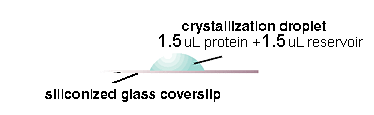 crystallization droplet
1.5 uL protein + 1.5 uL reservoir
siliconized glass coverslip